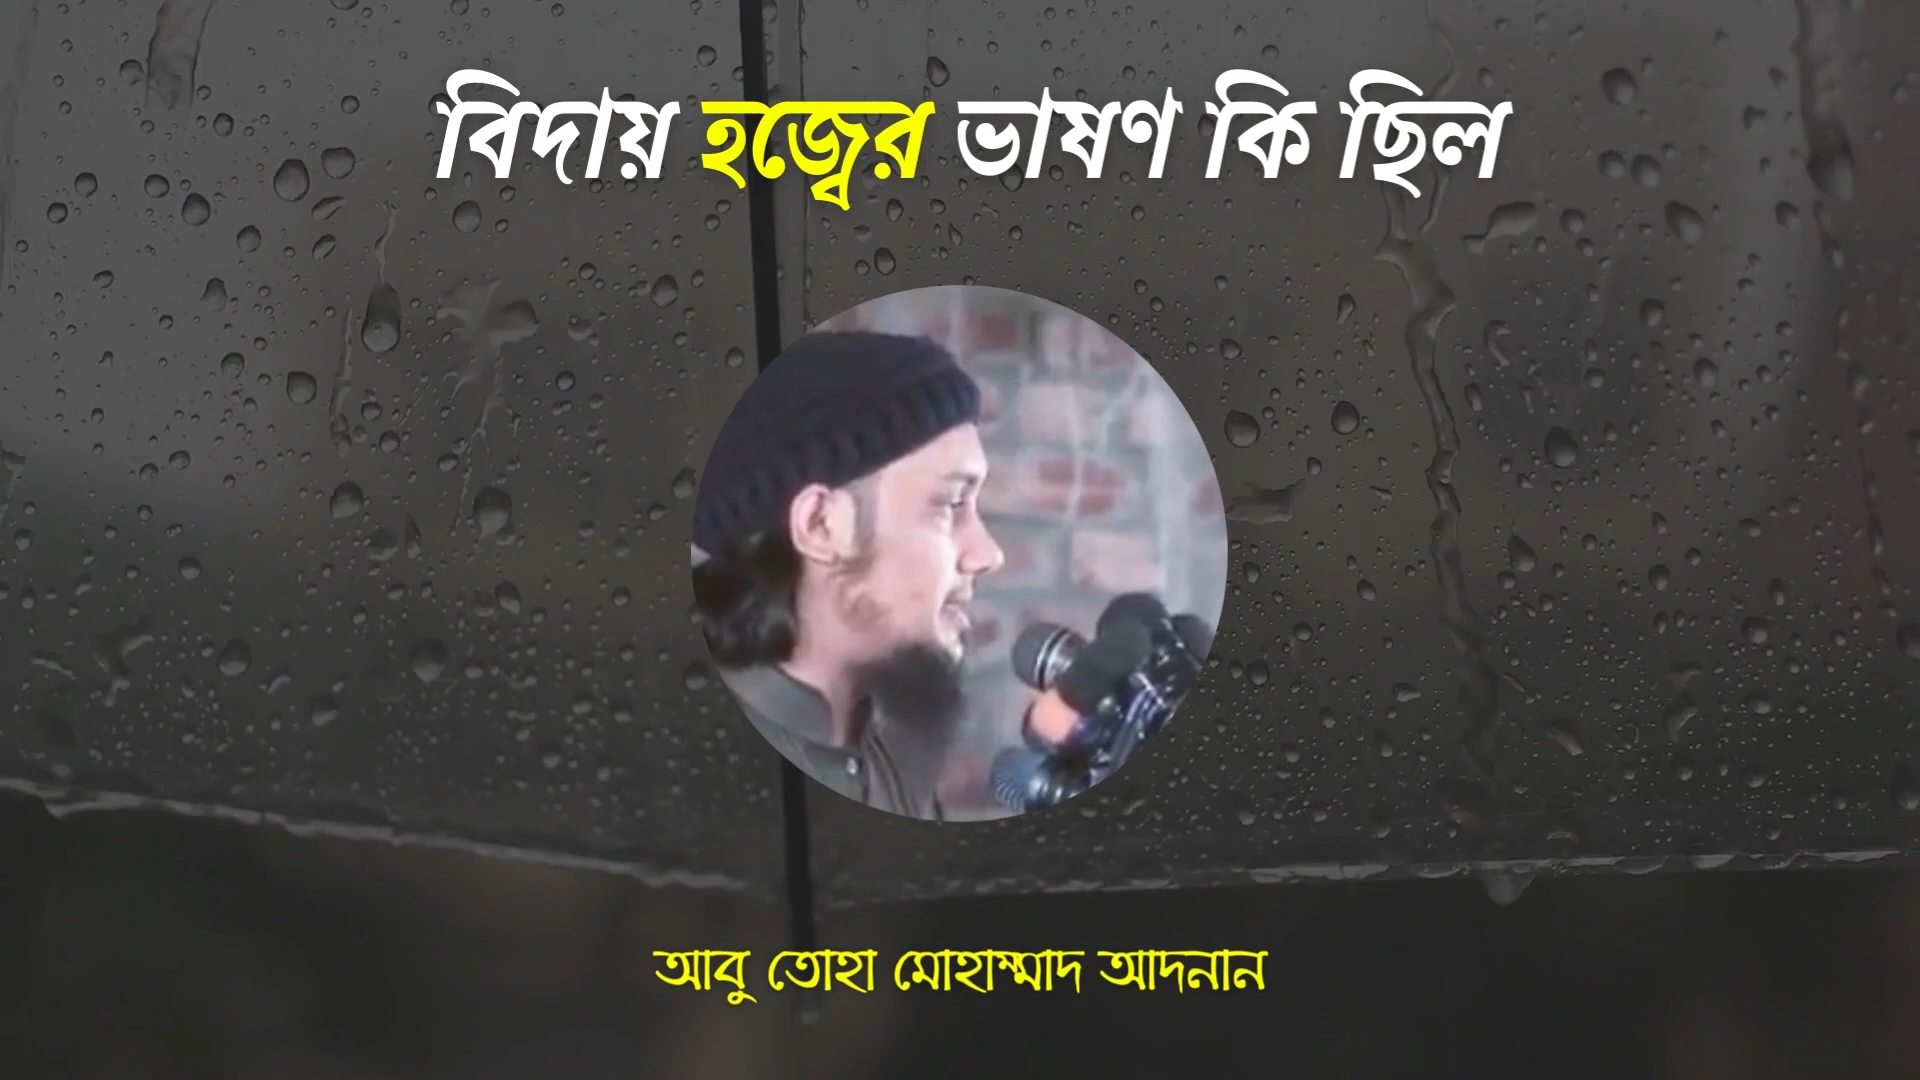 বিদায় হজ্বের ভাষণ কি ছিল
আবু তোহা মোহাম্মাদ আদনান